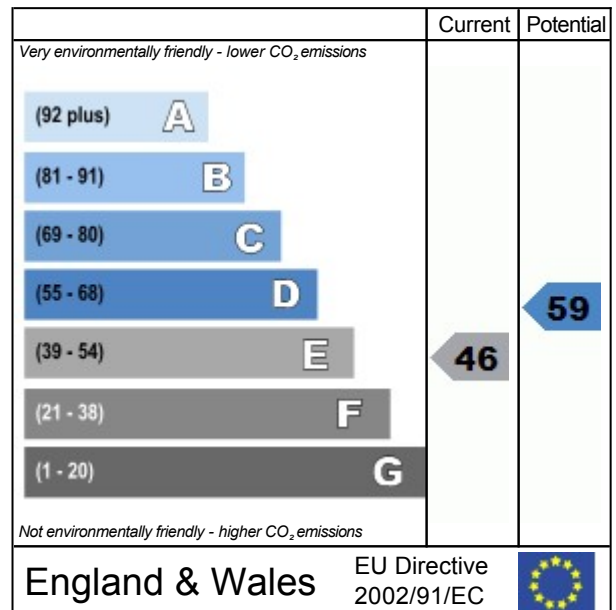 Current Potential
Very environmentally friendly - lower CO₂ emissions
(92 plus) A
(81 - 91) B
(69 - 80) C
(55 - 68) D
59
(39 - 54) E
46
(21 - 38) F
(1 - 20) G
Not environmentally friendly - higher CO₂ emissions
England & Wales
EU Directive
2002/91/EC